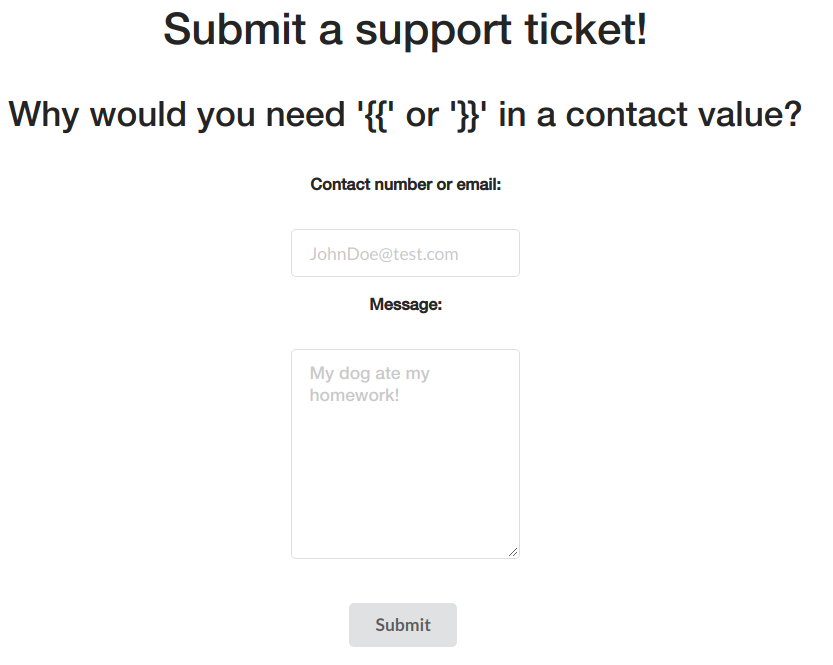 Submit a support ticket!
Why would you need '{{' or '}}' in a contact value?
Contact number or email:
JohnDoe@test.com
Message:
My dog ate my
homework!
Submit